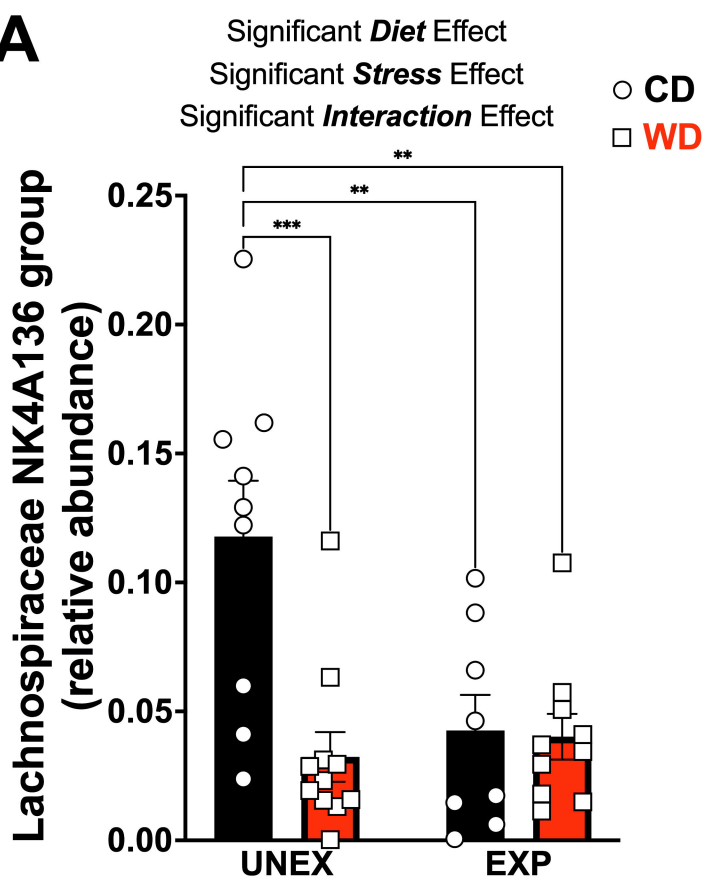 A
Significant Diet Effect
Significant Stress Effect
Significant Interaction Effect
CD
WD
**
**
***
Lachnospiraceae NK4A136 group
(relative abundance)
0.25
0.20
0.15
0.10
0.05
0.00
UNEX
EXP